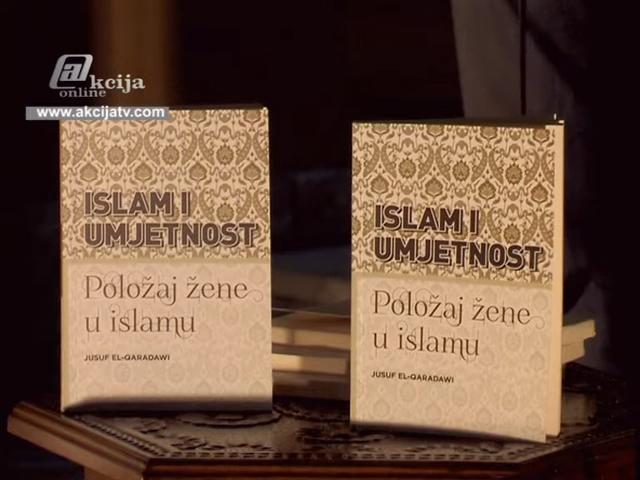 @kcija
online
www.akcijatv.com
ISLAM I
UMJETNOST
Položaj žene
u islamu
JUSUF EL-QARADAWI
ISLAM I
UMJETNOST
Položaj žene
u islamu
JUSUF EL-QARADAWI